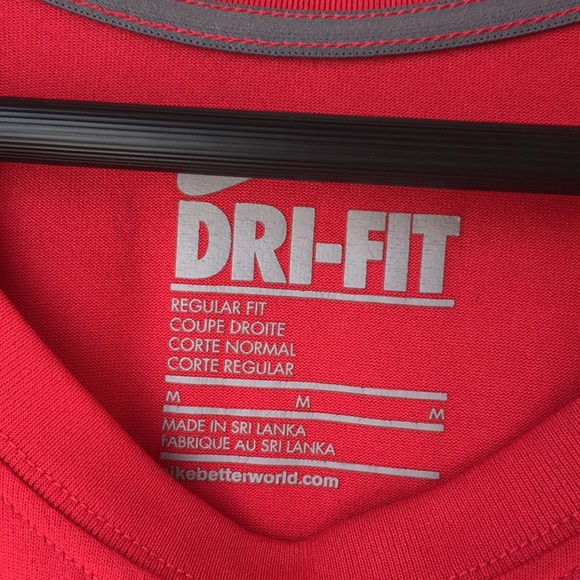 DRI-FIT
REGULAR FIT
COUPE DROITE
CORTE NORMAL
CORTE REGULAR
M M M
MADE IN SRI LANKA
FABRIQUE AU SRI LANKA
ikebetterworld.com